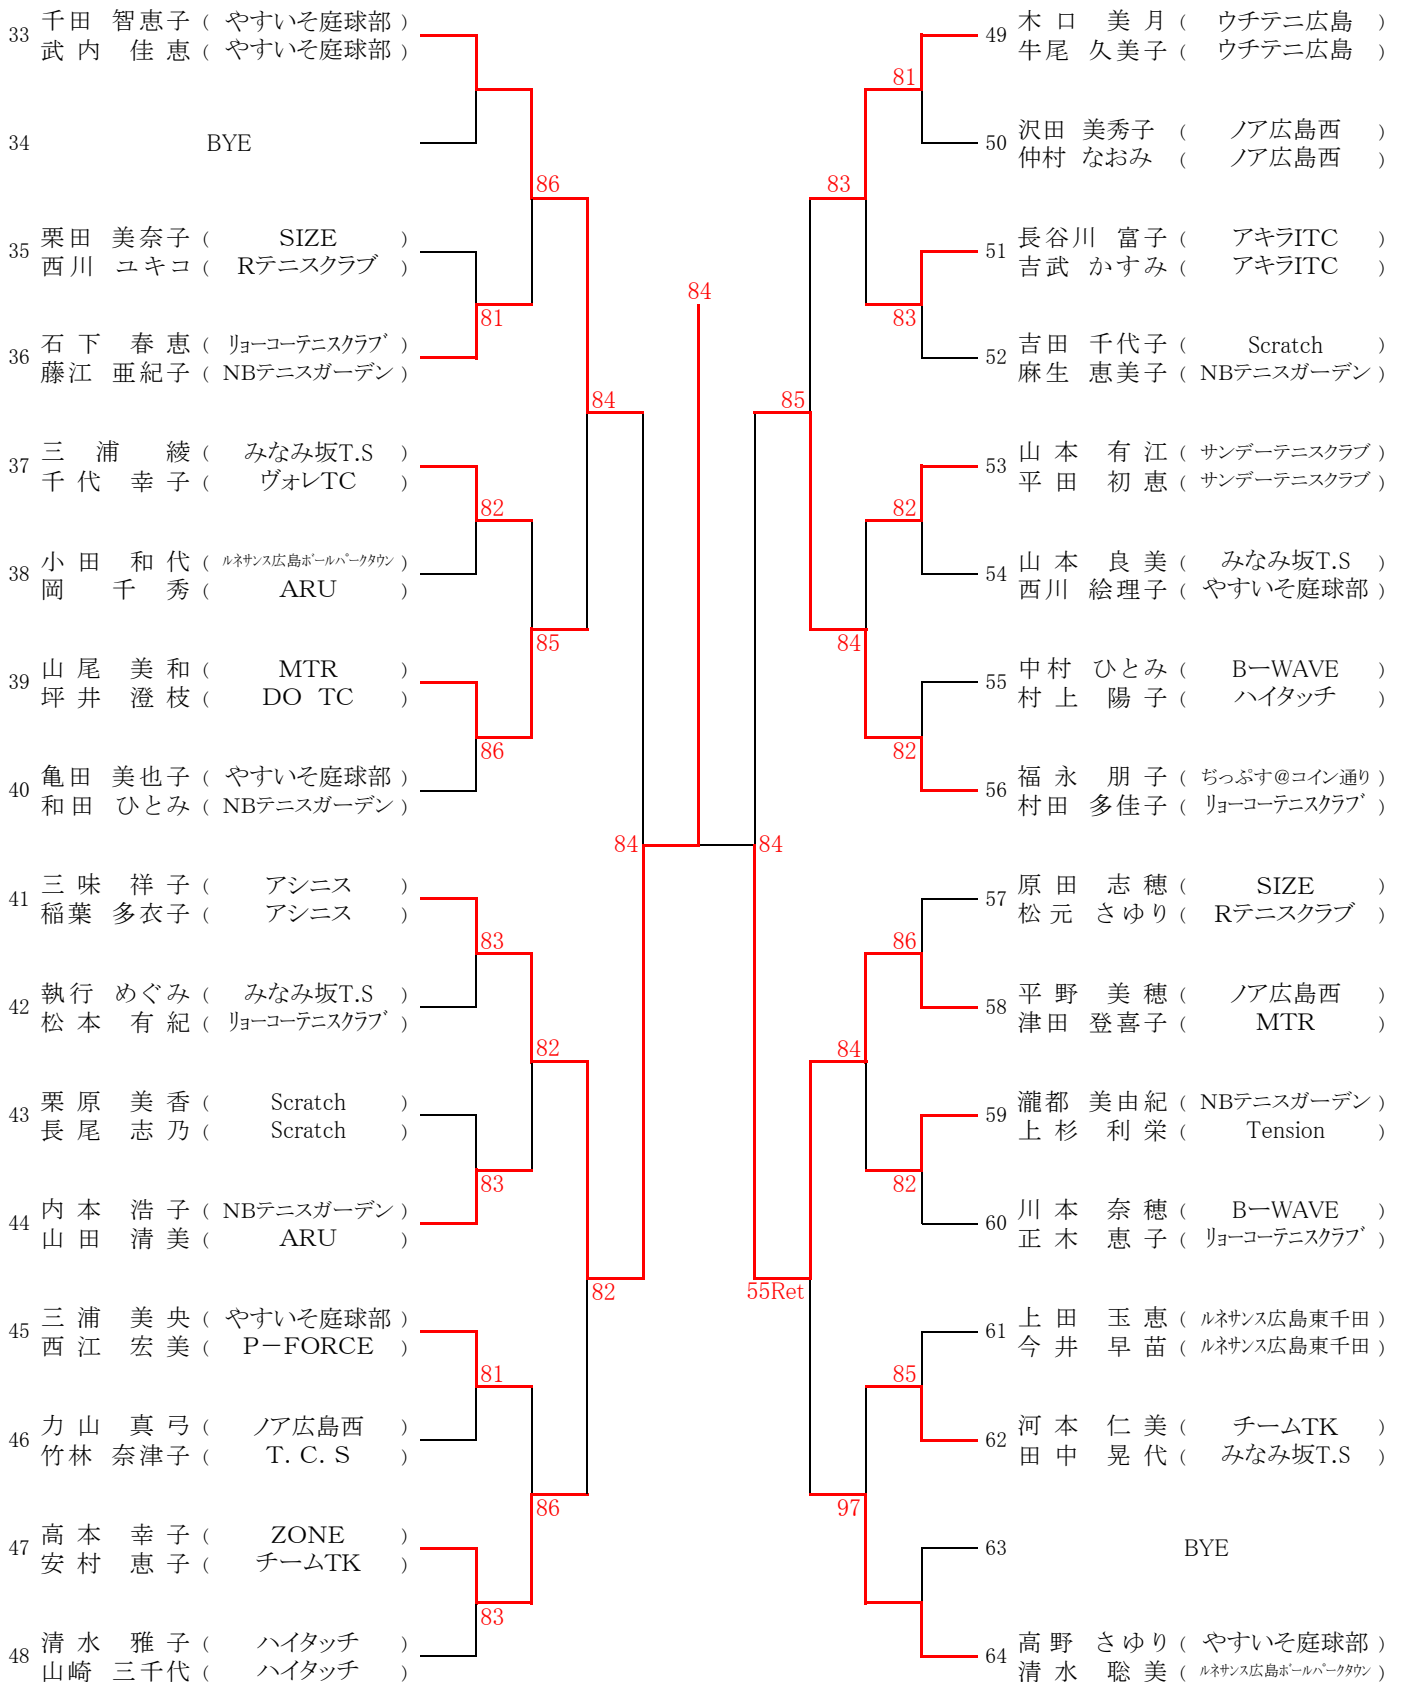 33 千田 智恵子 ( やすいそ庭球部 )
武内 佳恵 ( やすいそ庭球部 )
34 BYE
86
35 栗田 美奈子 ( SIZE )
西川 ユキコ ( Rテニスクラブ )
81
36 石下 春恵 ( リョーコーテニスクラブ )
藤江 亜紀子 ( NBテニスガーデン )
84
37 三浦 綾 ( みなみ坂T.S )
千代 幸子 ( ヴォレTC )
82
38 小田 和代 ( ルネサンス広島ボールパークタウン )
岡 千秀 ( ARU )
85
39 山尾 美和 ( MTR )
坪井 澄枝 ( DO TC )
86
40 亀田 美也子 ( やすいそ庭球部 )
和田 ひとみ ( NBテニスガーデン )
84
41 三味 祥子 ( アシニス )
稲葉 多衣子 ( アシニス )
83
42 執行 めぐみ ( みなみ坂T.S )
松本 有紀 ( リョーコーテニスクラブ )
82
43 栗原 美香 ( Scratch )
長尾 志乃 ( Scratch )
83
44 内本 浩子 ( NBテニスガーデン )
山田 清美 ( ARU )
82
45 三浦 美央 ( やすいそ庭球部 )
西江 宏美 ( P－FORCE )
81
46 力山 真弓 ( ノア広島西 )
竹林 奈津子 ( T. C. S )
86
47 高本 幸子 ( ZONE )
安村 恵子 ( チームTK )
83
48 清水 雅子 ( ハイタッチ )
山崎 三千代 ( ハイタッチ )
84
49 木口 美月 ( ウチテニ広島 )
牛尾 久美子 ( ウチテニ広島 )
81
50 沢田 美秀子 ( ノア広島西 )
仲村 なおみ ( ノア広島西 )
83
51 長谷川 富子 ( アキラITC )
吉武 かすみ ( アキラITC )
83
52 吉田 千代子 ( Scratch )
麻生 恵美子 ( NBテニスガーデン )
85
53 山本 有江 ( サンデーテニスクラブ )
平田 初恵 ( サンデーテニスクラブ )
82
54 山本 良美 ( みなみ坂T.S )
西川 絵理子 ( やすいそ庭球部 )
84
55 中村 ひとみ ( BーWAVE )
村上 陽子 ( ハイタッチ )
82
56 福永 朋子 ( ぢっぷす@コイン通り )
村田 多佳子 ( リョーコーテニスクラブ )
84
57 原田 志穂 ( SIZE )
松元 さゆり ( Rテニスクラブ )
86
58 平野 美穂 ( ノア広島西 )
津田 登喜子 ( MTR )
84
59 瀧都 美由紀 ( NBテニスガーデン )
上杉 利栄 ( Tension )
82
60 川本 奈穂 ( BーWAVE )
正木 恵子 ( リョーコーテニスクラブ )
55Ret
61 上田 玉恵 ( ルネサンス広島東千田 )
今井 早苗 ( ルネサンス広島東千田 )
85
62 河本 仁美 ( チームTK )
田中 晃代 ( みなみ坂T.S )
97
63 BYE
64 高野 さゆり ( やすいそ庭球部 )
清水 聡美 ( ルネサンス広島ボールパークタウン )